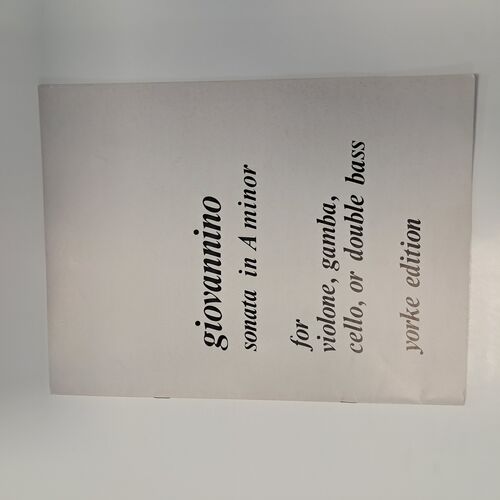 giovannino
sonata in A minor
for
violone, gamba,
cello, or double bass
yorke edition